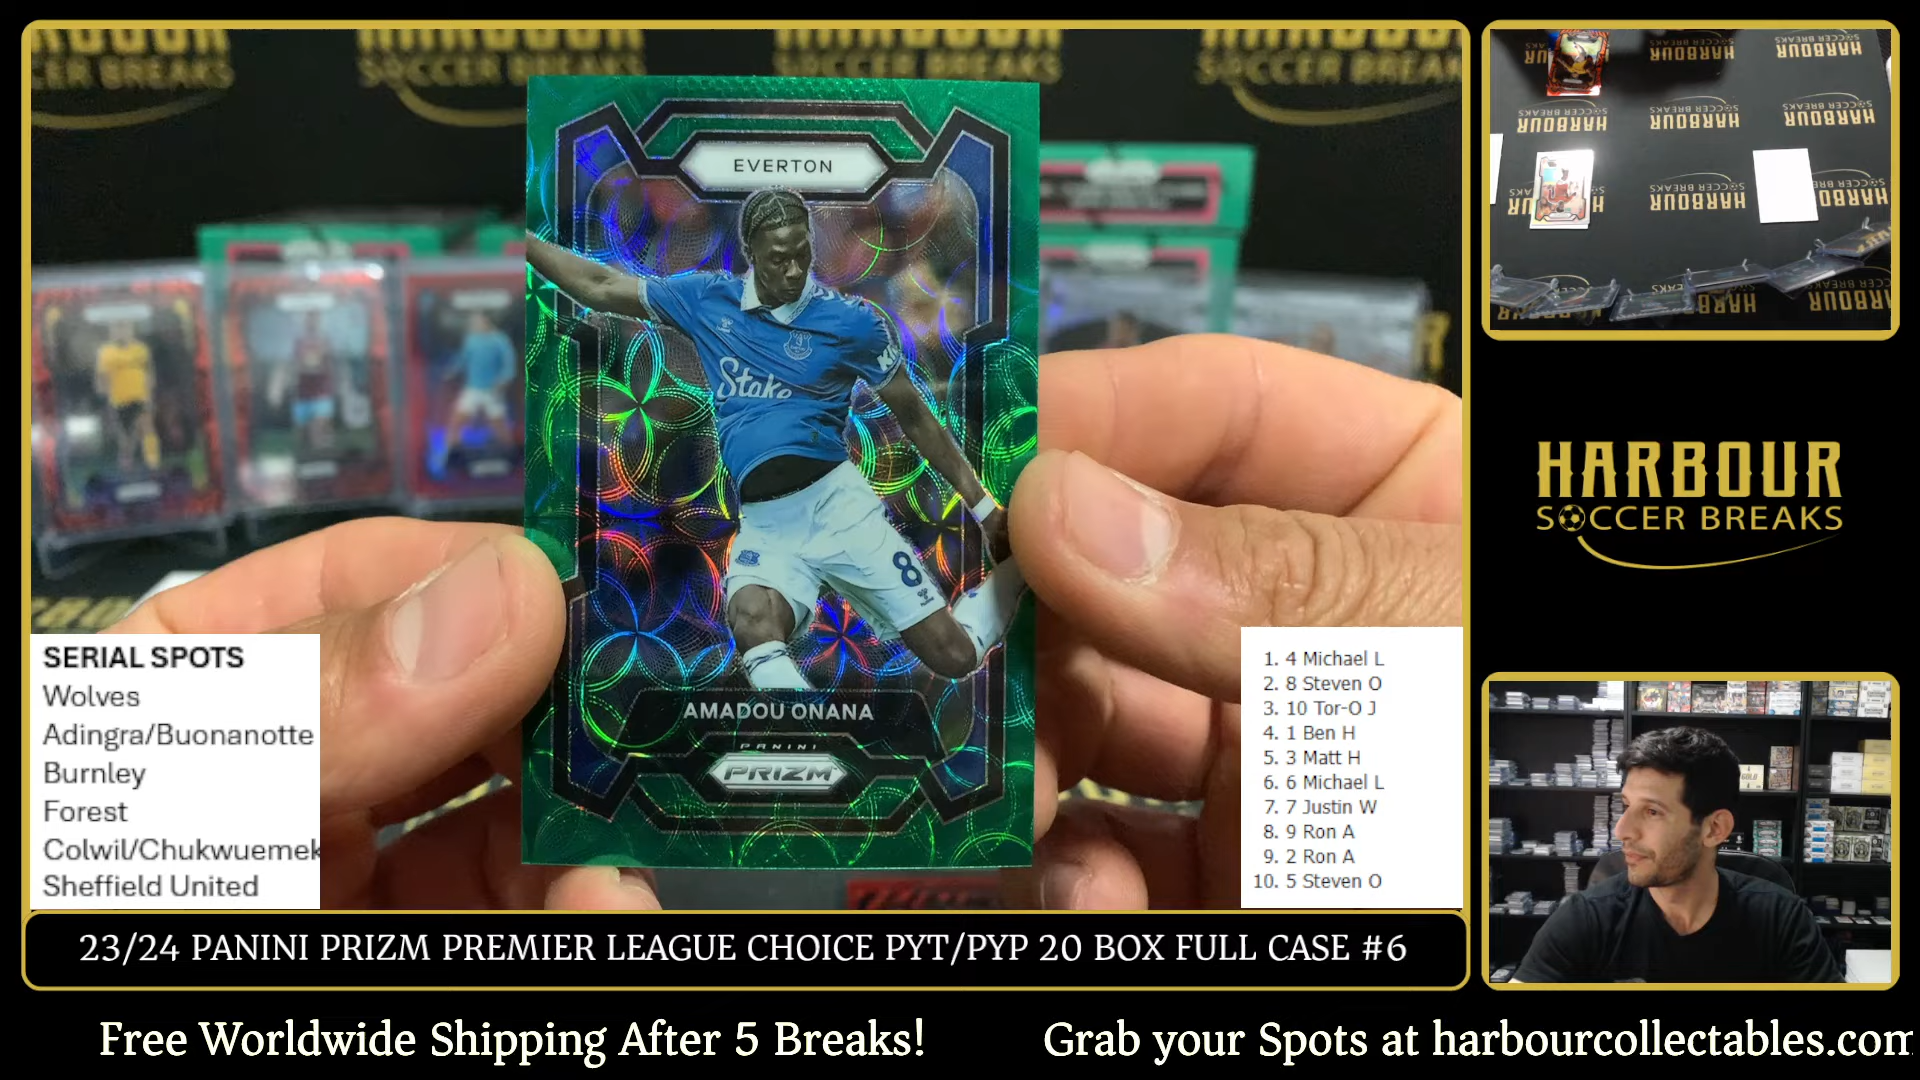 HARBOUR
SOCCER BREAKS
EVERTON
Stake
8
AMADOU ONANA
PANINI
PRIZM
SERIAL SPOTS
Wolves
Adingra/Buonanotte
Burnley
Forest
Colwil/Chukwuemek
Sheffield United
1. 4 Michael L
2. 8 Steven O
3. 10 Tor-O J
4. 1 Ben H
5. 3 Matt H
6. 6 Michael L
7. 7 Justin W
8. 9 Ron A
9. 2 Ron A
10. 5 Steven O
HARBOUR
SOCCER BREAKS
23/24 PANINI PRIZM PREMIER LEAGUE CHOICE PYT/PYP 20 BOX FULL CASE #6
Free Worldwide Shipping After 5 Breaks!
Grab your Spots at harbourcollectables.com